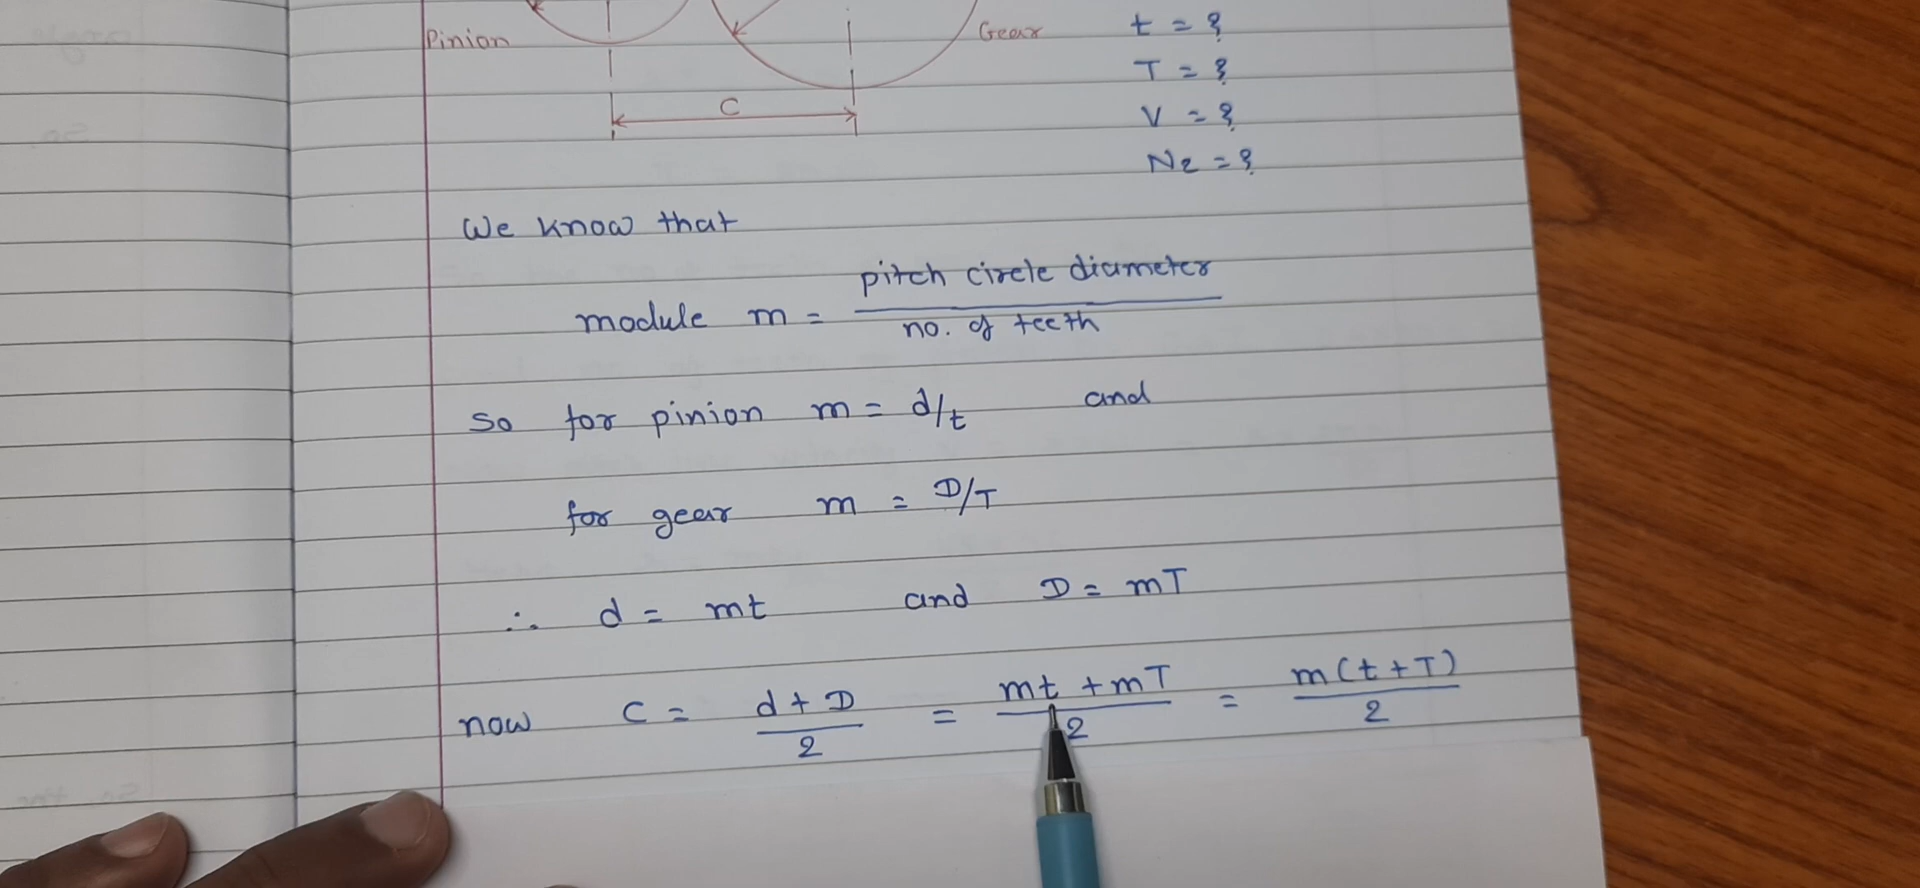 Pinion
Gear
C
t = ?
T = ?
V = ?
N2 = ?
We know that
module m = pitch circle diameter / no. of teeth
So for pinion m = d/t and
for gear m = D/T
∴ d = mt and D = mT
now C = d + D / 2 = mt + mT / 2 = m(t+T) / 2